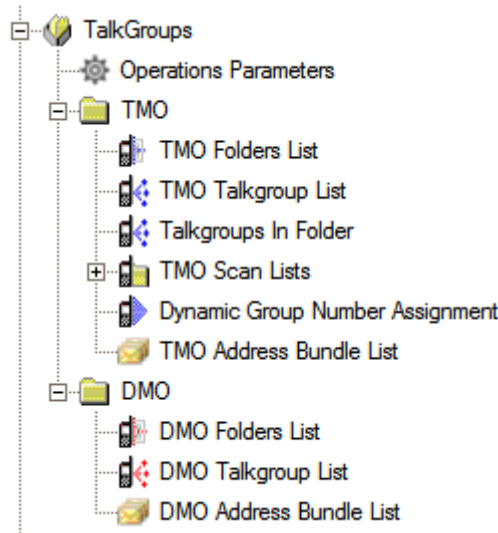 TalkGroups
Operations Parameters
TMO
TMO Folders List
TMO Talkgroup List
Talkgroups In Folder
TMO Scan Lists
Dynamic Group Number Assignment
TMO Address Bundle List
DMO
DMO Folders List
DMO Talkgroup List
DMO Address Bundle List